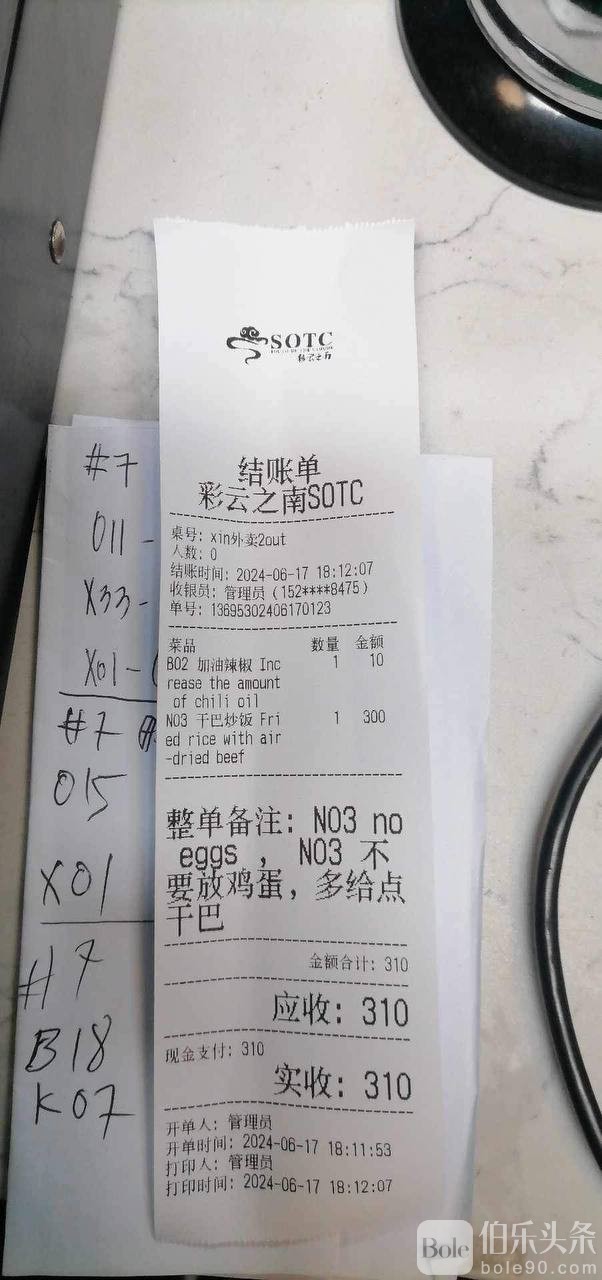 SOTC
彩云之南
结账单
彩云之南SOTC
桌号: xin外卖2out
人数: 0
结账时间: 2024-06-17 18:12:07
收银员: 管理员(152****8475)
单号: 13695302406170123
菜品 数量 金额
B02 加油辣椒 Inc 1 10
rease the amount
of chili oil
N03 干巴炒饭 Fri 1 300
ed rice with air
-dried beef
整单备注: N03 no
eggs , N03 不
要放鸡蛋, 多给点
干巴
金额合计: 310
应收: 310
现金支付: 310
实收: 310
开单人: 管理员
开单时间: 2024-06-17 18:11:53
打印人: 管理员
打印时间: 2024-06-17 18:12:07
#7
011-
X33-
X01-
#7
015
X01
#7
B18
K07
Bole 伯乐头条
bole90.com